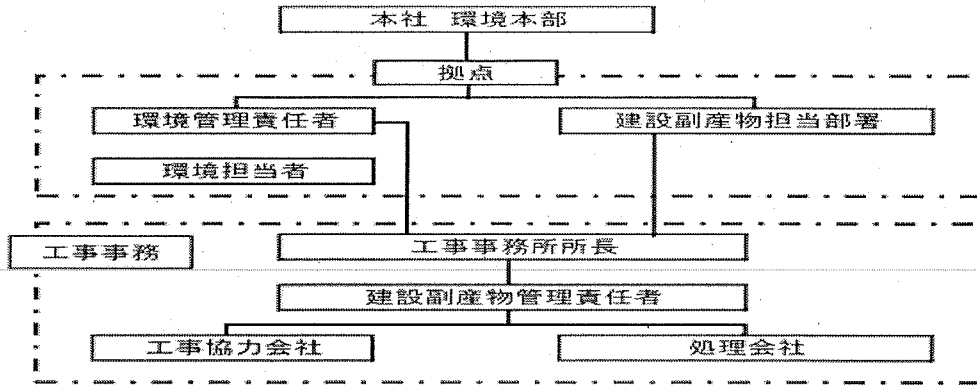 本社 環境本部
拠点
環境管理責任者
建設副産物担当部署
環境担当者
工事事務
工事事務所所長
建設副産物管理責任者
工事協力会社
処理会社